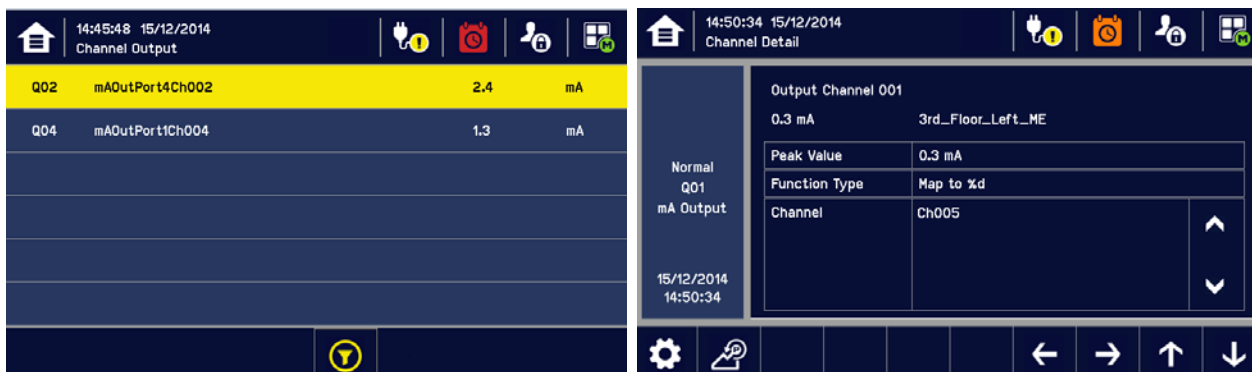 14:45:48 15/12/2014
Channel Output
Q02 mAOutPort4Ch002 2.4 mA
Q04 mAOutPort1Ch004 1.3 mA
14:50:34 15/12/2014
Channel Detail
Normal
Q01
mA Output
15/12/2014
14:50:34
Output Channel 001
0.3 mA 3rd_Floor_Left_ME
Peak Value 0.3 mA
Function Type Map to %d
Channel Ch005